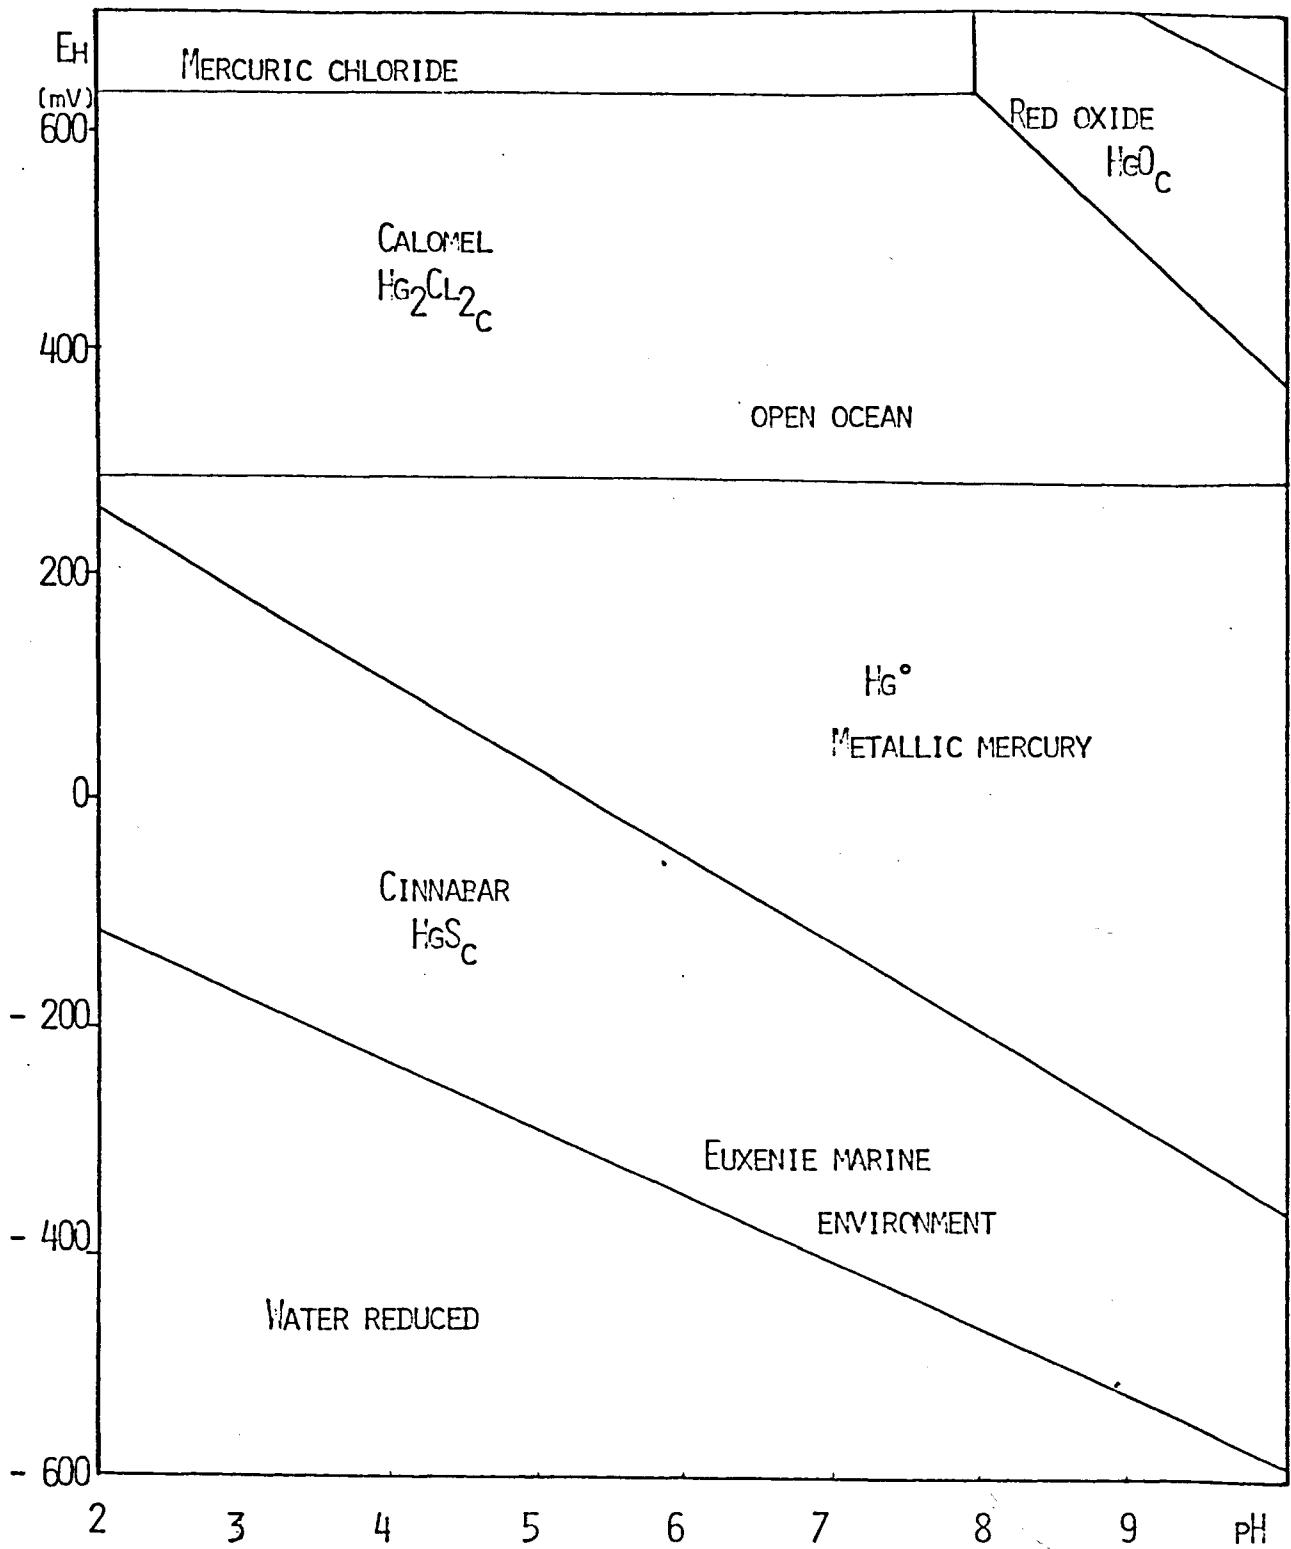 EH
(mV)
MERCURIC CHLORIDE
600
RED OXIDE
HGOC
CALOMEL
HG2CL2C
400
OPEN OCEAN
200
HG°
METALLIC MERCURY
0
CINNABAR
HGSC
- 200
EUXENIE MARINE
ENVIRONMENT
- 400
WATER REDUCED
- 600
2 3 4 5 6 7 8 9 PH